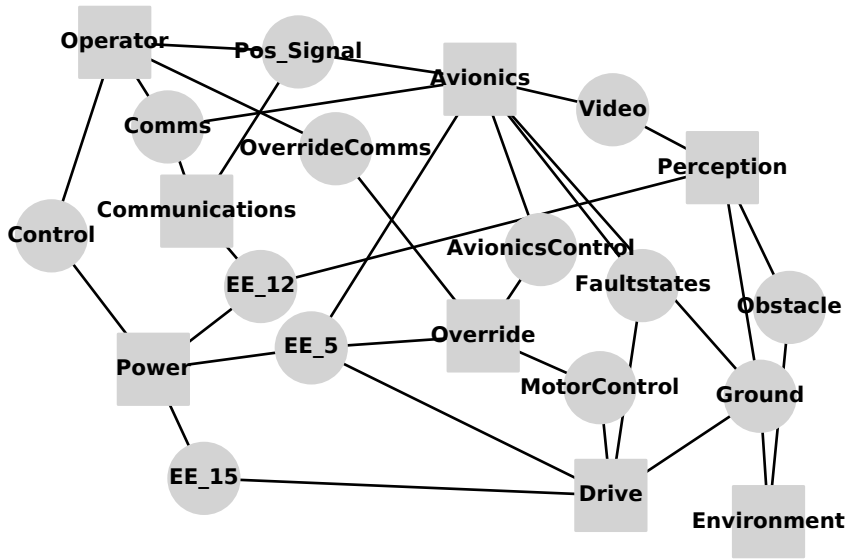 Operator
Pos_Signal
Avionics
Video
Comms
OverrideComms
Perception
Communications
Control
AvionicsControl
EE_12
Faultstates
Obstacle
Override
EE_5
Power
MotorControl
Ground
EE_15
Drive
Environment